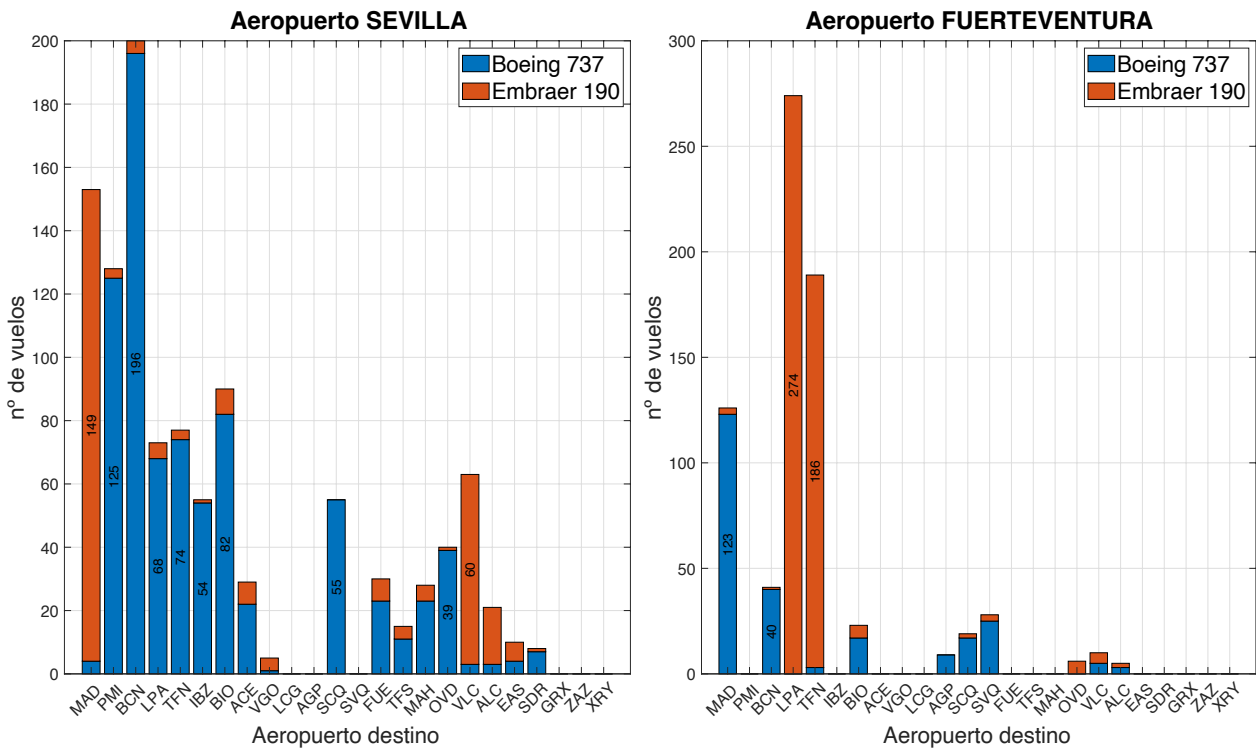 Aeropuerto SEVILLA
Boeing 737
Embraer 190
nº de vuelos
200
180
160
140
120
100
80
60
40
20
0
149
125
196
68
74
54
82
55
39
60
MAD PMI BCN LPA TFN IBZ BIO ACE VGO LCG AGP SCQ SVQ FUE TFS MAH OVD VLC ALC EAS SDR GRX ZAZ XRY
Aeropuerto destino
Aeropuerto FUERTEVENTURA
Boeing 737
Embraer 190
nº de vuelos
300
250
200
150
100
50
0
123
40
274
186
MAD PMI BCN LPA TFN IBZ BIO ACE VGO LCG AGP SCQ SVQ FUE TFS MAH OVD VLC ALC EAS SDR GRX ZAZ XRY
Aeropuerto destino